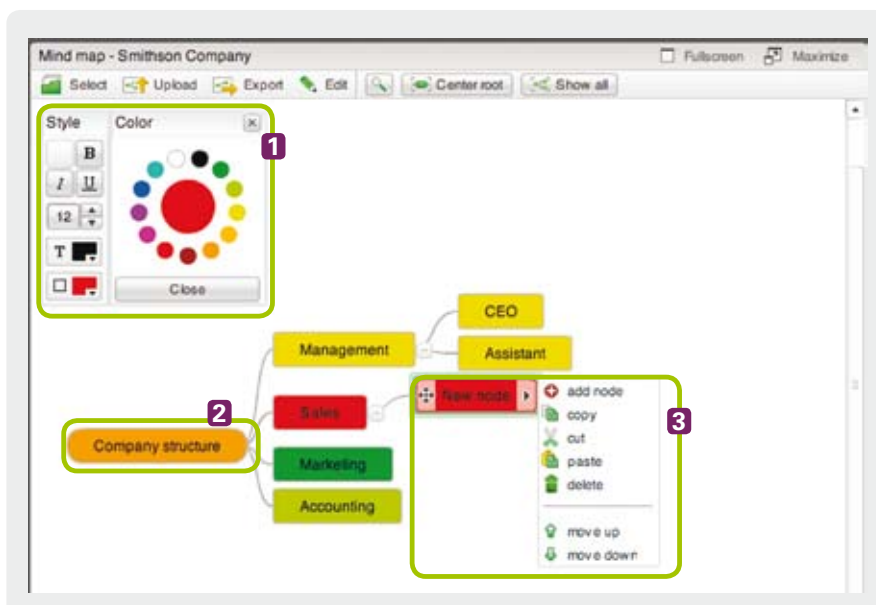 Mind map - Smithson Company Fullscreen Maximize
Select Upload Export Edit Center root Show all
Style Color
1
B
I U
12
T
Close
CEO
Management
Assistant
New node
add node
2
Sales
copy
3
cut
Company structure
paste
Marketing
delete
Accounting
move up
move down